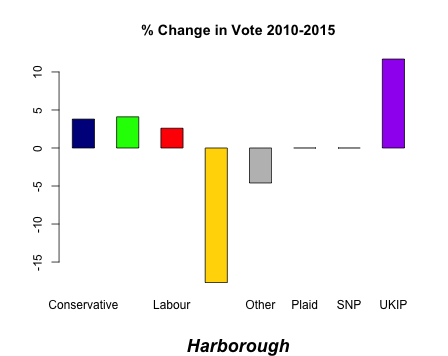 % Change in Vote 2010-2015
10
5
0
-5
-10
-15
Conservative Labour Other Plaid SNP UKIP
Harborough